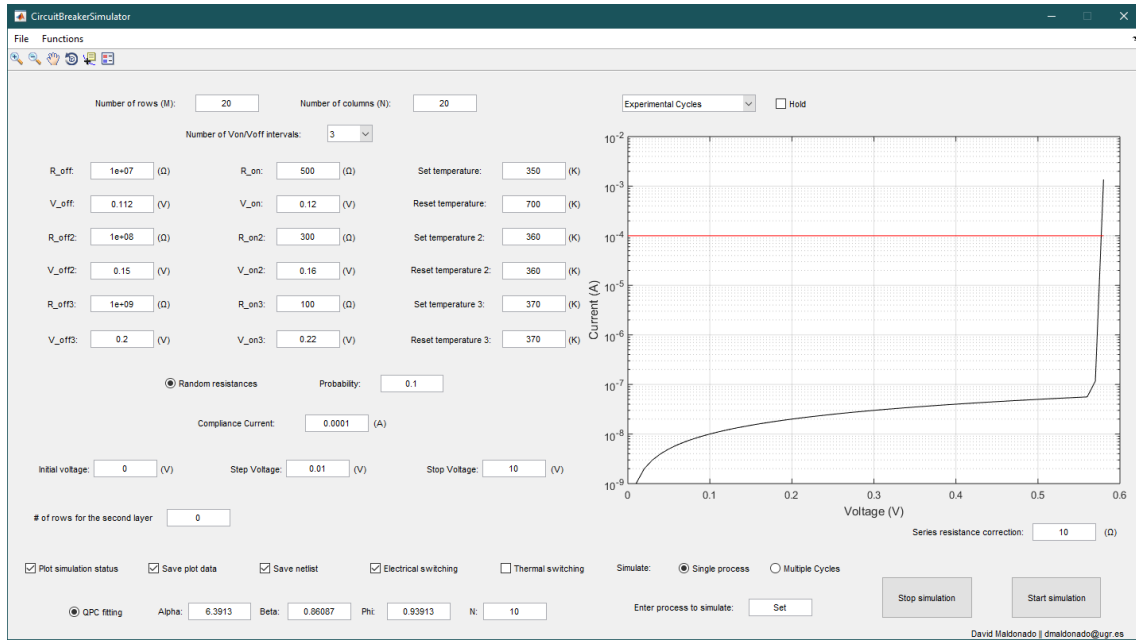 CircuitBreakerSimulator
File Functions
Number of rows (M): 20 Number of columns (N): 20 Experimental Cycles Hold
Number of Von/Voff intervals: 3
R_off: 1e+07 (Ω) R_on: 500 (Ω) Set temperature: 350 (K)
V_off: 0.112 (V) V_on: 0.12 (V) Reset temperature: 700 (K)
R_off2: 1e+08 (Ω) R_on2: 300 (Ω) Set temperature 2: 360 (K)
V_off2: 0.15 (V) V_on2: 0.16 (V) Reset temperature 2: 360 (K)
R_off3: 1e+09 (Ω) R_on3: 100 (Ω) Set temperature 3: 370 (K)
V_off3: 0.2 (V) V_on3: 0.22 (V) Reset temperature 3: 370 (K)
Random resistances Probability: 0.1
Compliance Current: 0.0001 (A)
Initial voltage: 0 (V) Step Voltage: 0.01 (V) Stop Voltage: 10 (V)
# of rows for the second layer 0
Current (A)
10^-2
10^-3
10^-4
10^-5
10^-6
10^-7
10^-8
10^-9
0 0.1 0.2 0.3 0.4 0.5 0.6
Voltage (V)
Series resistance correction: 10 (Ω)
Plot simulation status Save plot data Save netlist Electrical switching Thermal switching Simulate: Single process Multiple Cycles
QPC fitting Alpha: 6.3913 Beta: 0.86087 Phi: 0.93913 N: 10 Enter process to simulate: Set
Stop simulation Start simulation
David Maldonado || dmaldonado@ugr.es